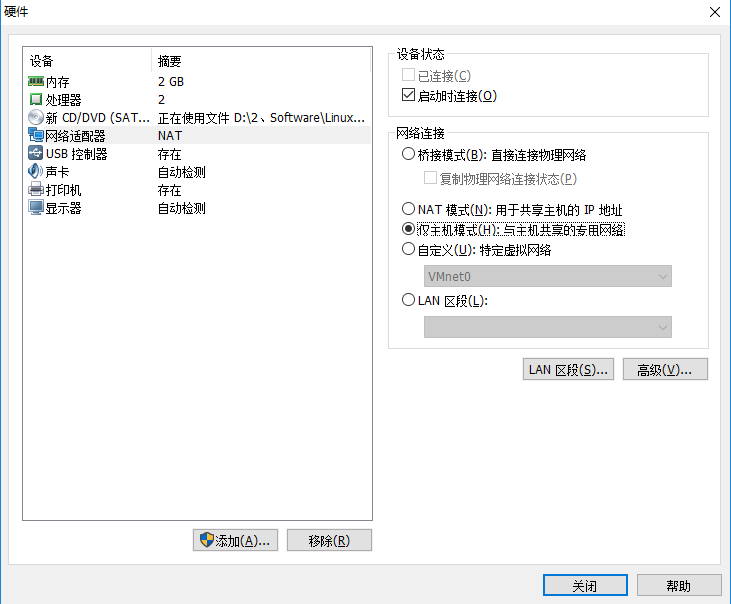 硬件
设备 摘要
内存 2 GB
处理器 2
新 CD/DVD (SAT... 正在使用文件 D:\2、Software\Linux...
网络适配器 NAT
USB 控制器 存在
声卡 自动检测
打印机 存在
显示器 自动检测
添加(A)... 移除(R)
设备状态
已连接(C)
启动时连接(O)
网络连接
桥接模式(B): 直接连接物理网络
复制物理网络连接状态(P)
NAT 模式(N): 用于共享主机的 IP 地址
仅主机模式(H): 与主机共享的专用网络
自定义(U): 特定虚拟网络
VMnet0
LAN 区段(L):
LAN 区段(S)... 高级(V)...
关闭 帮助